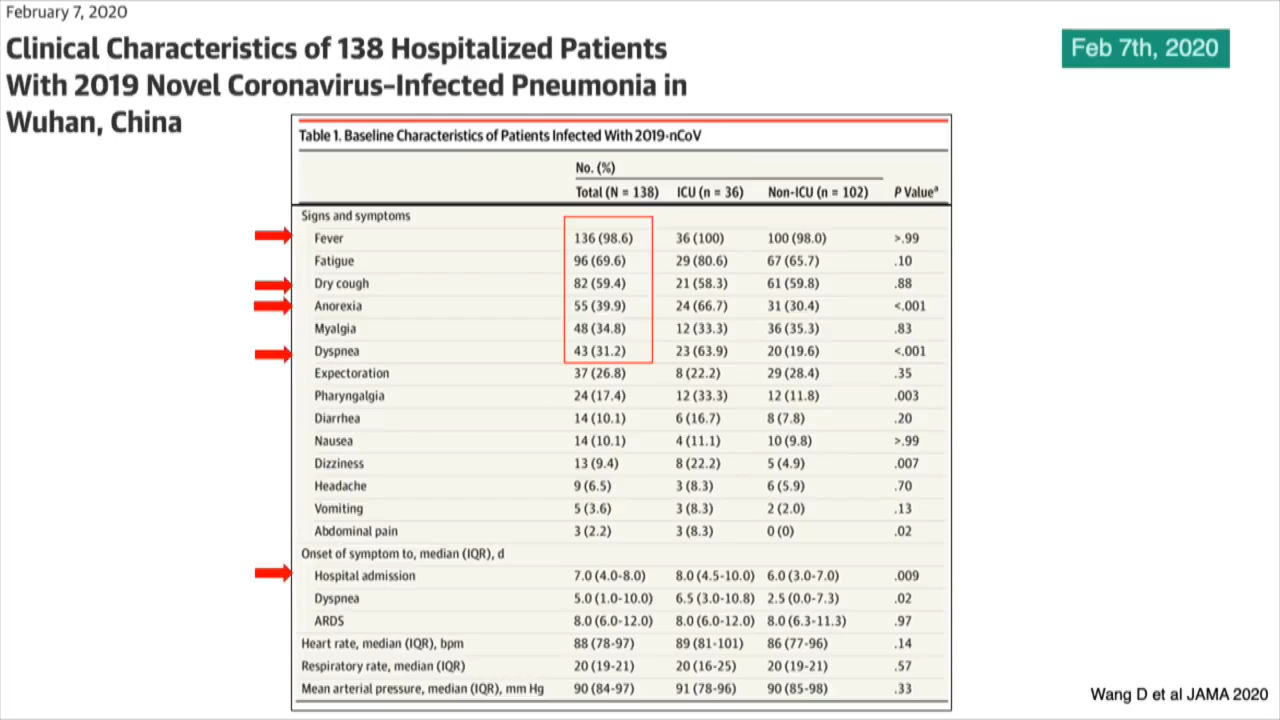 February 7, 2020
Clinical Characteristics of 138 Hospitalized Patients
With 2019 Novel Coronavirus–Infected Pneumonia in
Wuhan, China
Feb 7th, 2020
Table 1. Baseline Characteristics of Patients Infected With 2019-nCoV
No. (%)
Total (N = 138) ICU (n = 36) Non-ICU (n = 102) P Valueᵃ
Signs and symptoms
Fever 136 (98.6) 36 (100) 100 (98.0) >.99
Fatigue 96 (69.6) 29 (80.6) 67 (65.7) .10
Dry cough 82 (59.4) 21 (58.3) 61 (59.8) .88
Anorexia 55 (39.9) 24 (66.7) 31 (30.4) <.001
Myalgia 48 (34.8) 12 (33.3) 36 (35.3) .83
Dyspnea 43 (31.2) 23 (63.9) 20 (19.6) <.001
Expectoration 37 (26.8) 8 (22.2) 29 (28.4) .35
Pharyngalgia 24 (17.4) 12 (33.3) 12 (11.8) .003
Diarrhea 14 (10.1) 6 (16.7) 8 (7.8) .20
Nausea 14 (10.1) 4 (11.1) 10 (9.8) >.99
Dizziness 13 (9.4) 8 (22.2) 5 (4.9) .007
Headache 9 (6.5) 3 (8.3) 6 (5.9) .70
Vomiting 5 (3.6) 3 (8.3) 2 (2.0) .13
Abdominal pain 3 (2.2) 3 (8.3) 0 (0) .02
Onset of symptom to, median (IQR), d
Hospital admission 7.0 (4.0-8.0) 8.0 (4.5-10.0) 6.0 (3.0-7.0) .009
Dyspnea 5.0 (1.0-10.0) 6.5 (3.0-10.8) 2.5 (0.0-7.3) .02
ARDS 8.0 (6.0-12.0) 8.0 (6.0-12.0) 8.0 (6.3-11.3) .97
Heart rate, median (IQR), bpm 88 (78-97) 89 (81-101) 86 (77-96) .14
Respiratory rate, median (IQR) 20 (19-21) 20 (16-25) 20 (19-21) .57
Mean arterial pressure, median (IQR), mm Hg 90 (84-97) 91 (78-96) 90 (85-98) .33
Wang D et al JAMA 2020